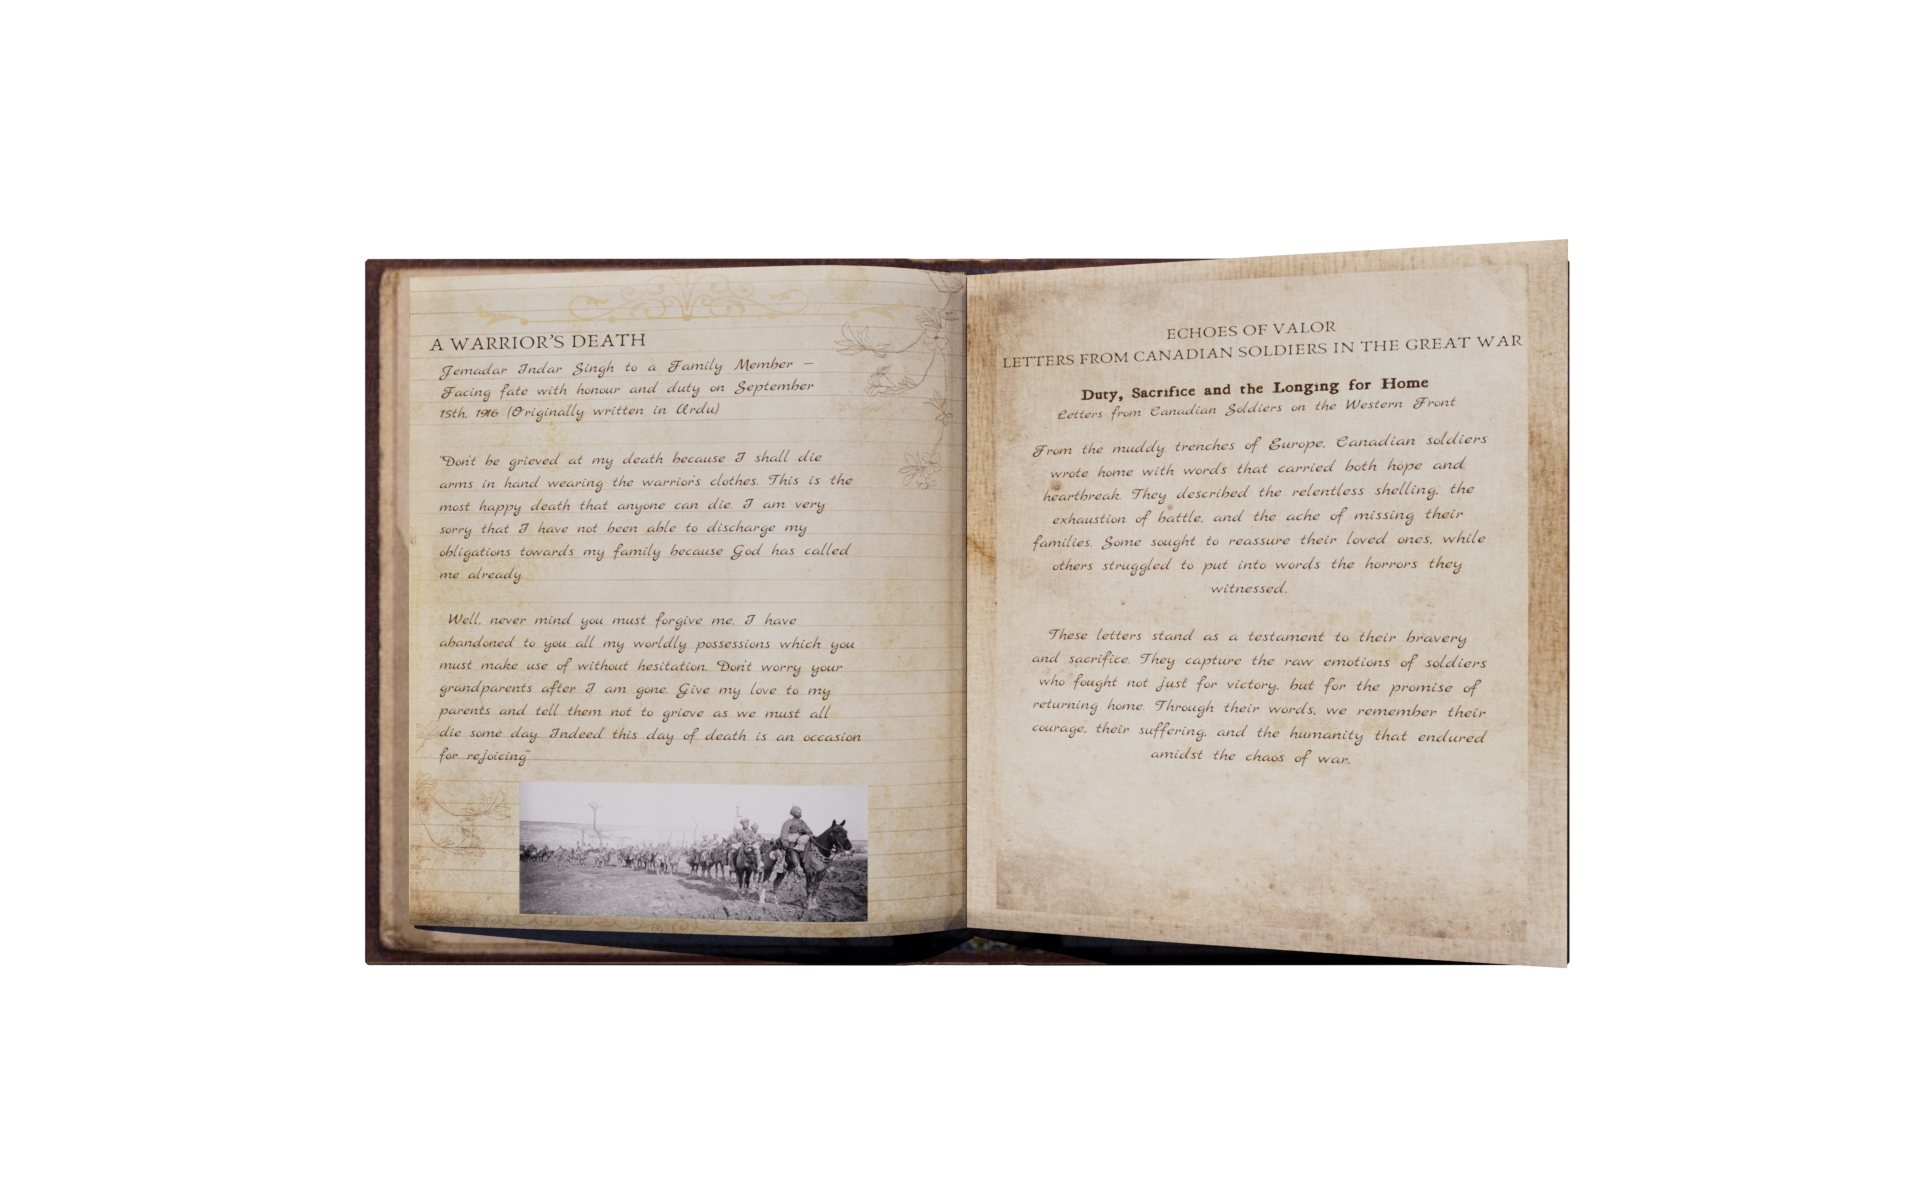 A WARRIOR'S DEATH
Jemadar Indar Singh to a Family Member –
Facing fate with honour and duty on September
15th, 1916 (Originally written in Urdu)
"Don't be grieved at my death because I shall die
arms in hand wearing the warrior's clothes. This is the
most happy death that anyone can die. I am very
sorry that I have not been able to discharge my
obligations towards my family because God has called
me already.
Well, never mind you must forgive me. I have
abandoned to you all my worldly possessions which you
must make use of without hesitation. Don't worry your
grandparents after I am gone. Give my love to my
parents and tell them not to grieve as we must all
die some day. Indeed this day of death is an occasion
for rejoicing"
ECHOES OF VALOR
LETTERS FROM CANADIAN SOLDIERS IN THE GREAT WAR
Duty, Sacrifice and the Longing for Home
Letters from Canadian Soldiers on the Western Front
From the muddy trenches of Europe, Canadian soldiers
wrote home with words that carried both hope and
heartbreak. They described the relentless shelling, the
exhaustion of battle, and the ache of missing their
families. Some sought to reassure their loved ones, while
others struggled to put into words the horrors they
witnessed.
These letters stand as a testament to their bravery
and sacrifice. They capture the raw emotions of soldiers
who fought not just for victory, but for the promise of
returning home. Through their words, we remember their
courage, their suffering, and the humanity that endured
amidst the chaos of war.